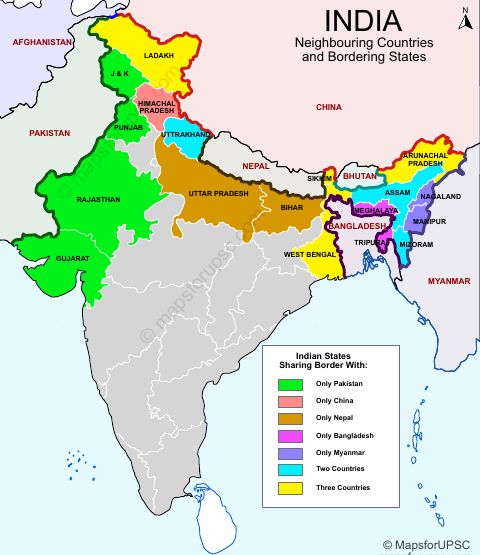 INDIA
Neighbouring Countries
and Bordering States
N
AFGHANISTAN
LADAKH
J & K
CHINA
HIMACHAL
PRADESH
PAKISTAN
PUNJAB
UTTRAKHAND
ARUNACHAL
PRADESH
NEPAL
SIKKIM
BHUTAN
RAJASTHAN
UTTAR PRADESH
ASSAM
NAGALAND
BIHAR
MEGHALAYA
MANIPUR
BANGLADESH
GUJARAT
WEST BENGAL
TRIPURA
MIZORAM
MYANMAR
© mapsforupsc.com
© mapsforupsc.com
Indian States
Sharing Border With:
Only Pakistan
Only China
Only Nepal
Only Bangladesh
Only Myanmar
Two Countries
Three Countries
© MapsforUPSC